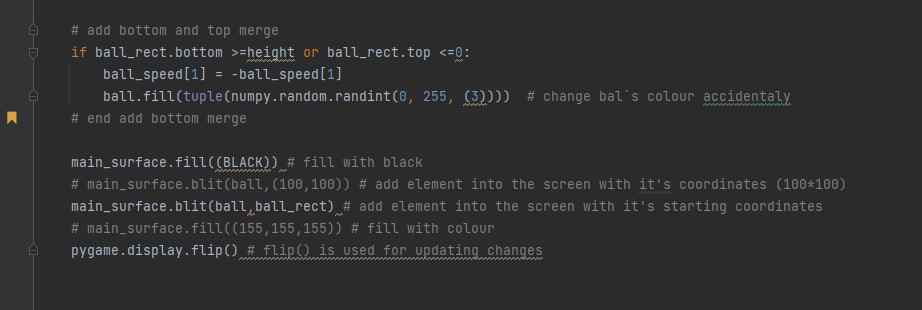 # add bottom and top merge
if ball_rect.bottom >=height or ball_rect.top <=0:
ball_speed[1] = -ball_speed[1]
ball.fill(tuple(numpy.random.randint(0, 255, (3))))  # change bal`s colour accidentaly
# end add bottom merge
main_surface.fill((BLACK)) # fill with black
# main_surface.blit(ball,(100,100)) # add element into the screen with it's coordinates (100*100)
main_surface.blit(ball,ball_rect) # add element into the screen with it's starting coordinates
# main_surface.fill((155,155,155)) # fill with colour
pygame.display.flip() # flip() is used for updating changes